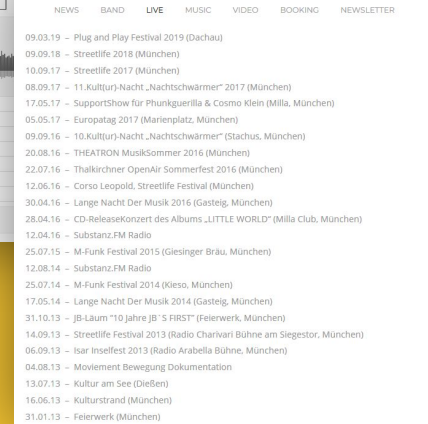 NEWS BAND LIVE MUSIC VIDEO BOOKING NEWSLETTER
09.03.19 – Plug and Play Festival 2019 (Dachau)
09.09.18 – Streetlife 2018 (München)
10.09.17 – Streetlife 2017 (München)
08.09.17 – 11.Kult(ur)-Nacht „Nachtschwärmer“ 2017 (München)
17.05.17 – SupportShow für Phunkguerilla & Cosmo Klein (Milla, München)
05.05.17 – Europatag 2017 (Marienplatz, München)
09.09.16 – 10.Kult(ur)-Nacht „Nachtschwärmer“ (Stachus, München)
20.08.16 – THEATRON MusikSommer 2016 (München)
22.07.16 – Thalkirchner OpenAir Sommerfest 2016 (München)
12.06.16 – Corso Leopold, Streetlife Festival (München)
30.04.16 – Lange Nacht Der Musik 2016 (Gasteig, München)
28.04.16 – CD-ReleaseKonzert des Albums „LITTLE WORLD“ (Milla Club, München)
12.04.16 – Substanz.FM Radio
25.07.15 – M-Funk Festival 2015 (Giesinger Bräu, München)
12.08.14 – Substanz.FM Radio
25.07.14 – M-Funk Festival 2014 (Kieso, München)
17.05.14 – Lange Nacht Der Musik 2014 (Gasteig, München)
31.10.13 – JB-Läum “10 Jahre JB`S FIRST” (Feierwerk, München)
14.09.13 – Streetlife Festival 2013 (Radio Charivari Bühne am Siegestor, München)
06.09.13 – Isar Inselfest 2013 (Radio Arabella Bühne, München)
04.08.13 – Moviement Bewegung Dokumentation
13.07.13 – Kultur am See (Dießen)
16.06.13 – Kulturstrand (München)
31.01.13 – Feierwerk (München)